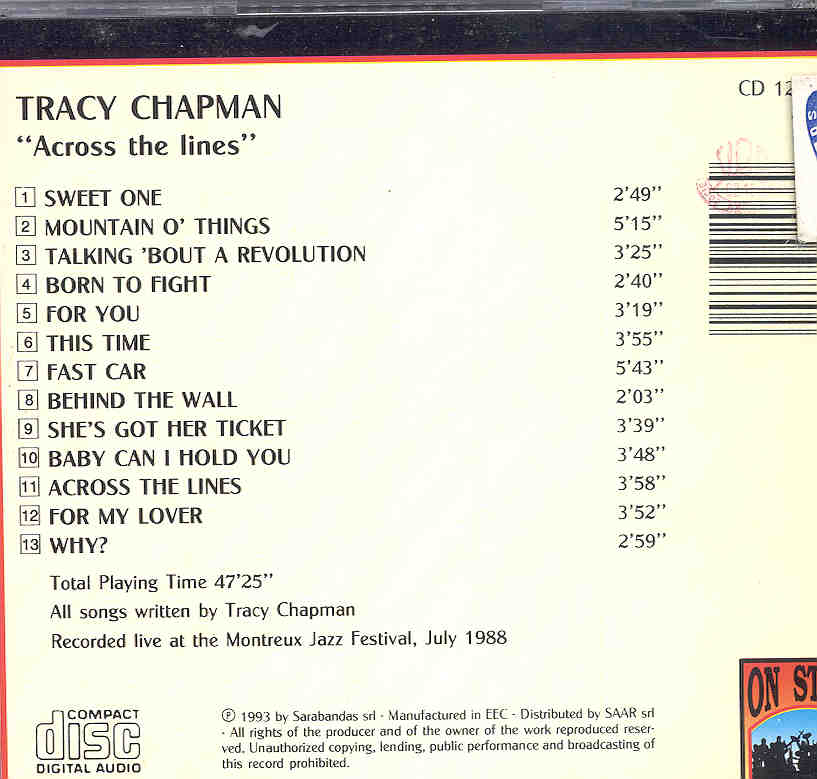 CD 12
TRACY CHAPMAN
"Across the lines"
1 SWEET ONE 2'49"
2 MOUNTAIN O' THINGS 5'15"
3 TALKING 'BOUT A REVOLUTION 3'25"
4 BORN TO FIGHT 2'40"
5 FOR YOU 3'19"
6 THIS TIME 3'55"
7 FAST CAR 5'43"
8 BEHIND THE WALL 2'03"
9 SHE'S GOT HER TICKET 3'39"
10 BABY CAN I HOLD YOU 3'48"
11 ACROSS THE LINES 3'58"
12 FOR MY LOVER 3'52"
13 WHY? 2'59"
Total Playing Time 47'25"
All songs written by Tracy Chapman
Recorded live at the Montreux Jazz Festival, July 1988
COMPACT
disc
DIGITAL AUDIO
℗ 1993 by Sarabandas srl - Manufactured in EEC - Distributed by SAAR srl
- All rights of the producer and of the owner of the work reproduced reser-
ved. Unauthorized copying, lending, public performance and broadcasting of
this record prohibited.
ON ST